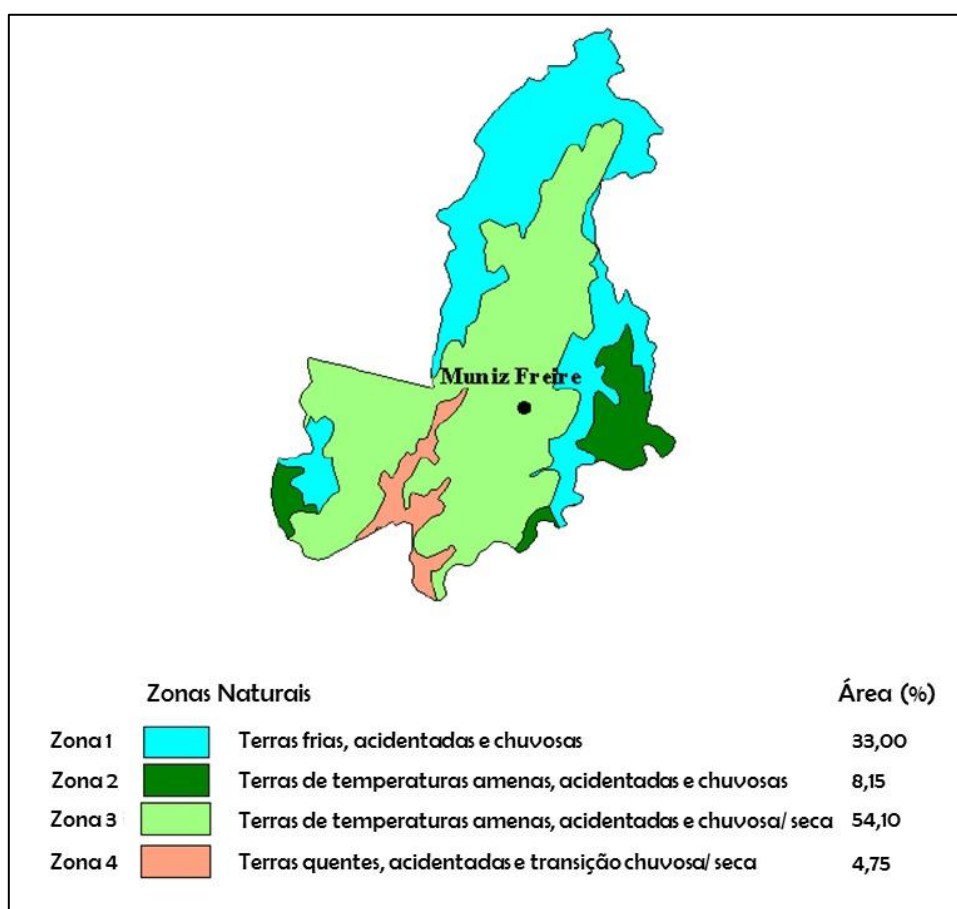 Muniz Freire
Zonas Naturais Área (%)
Zona 1 Terras frias, acidentadas e chuvosas 33,00
Zona 2 Terras de temperaturas amenas, acidentadas e chuvosas 8,15
Zona 3 Terras de temperaturas amenas, acidentadas e chuvosa/ seca 54,10
Zona 4 Terras quentes, acidentadas e transição chuvosa/ seca 4,75